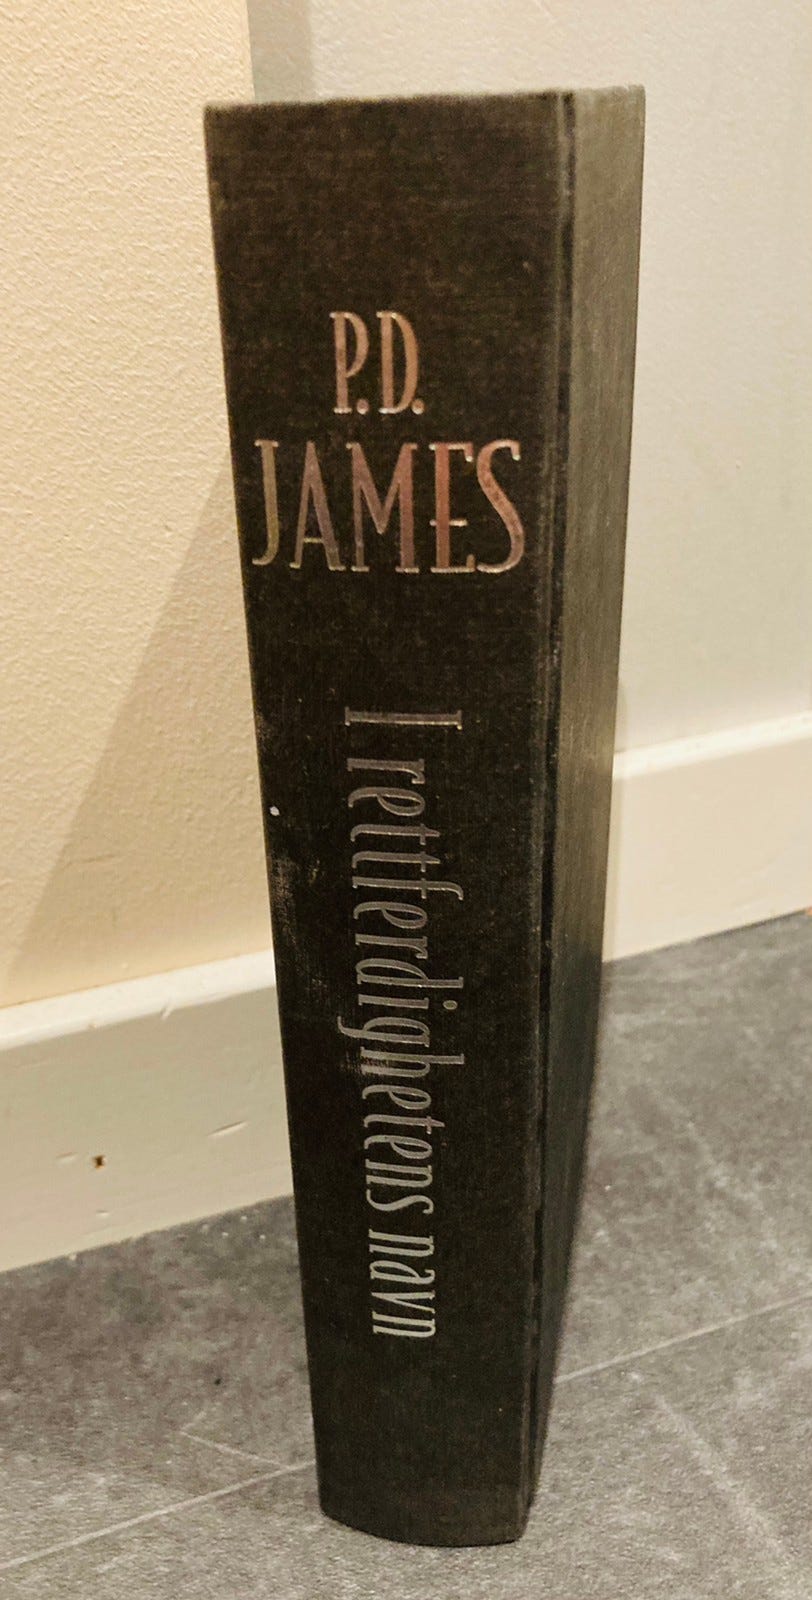 P.D.
JAMES
I rettferdighetens navn